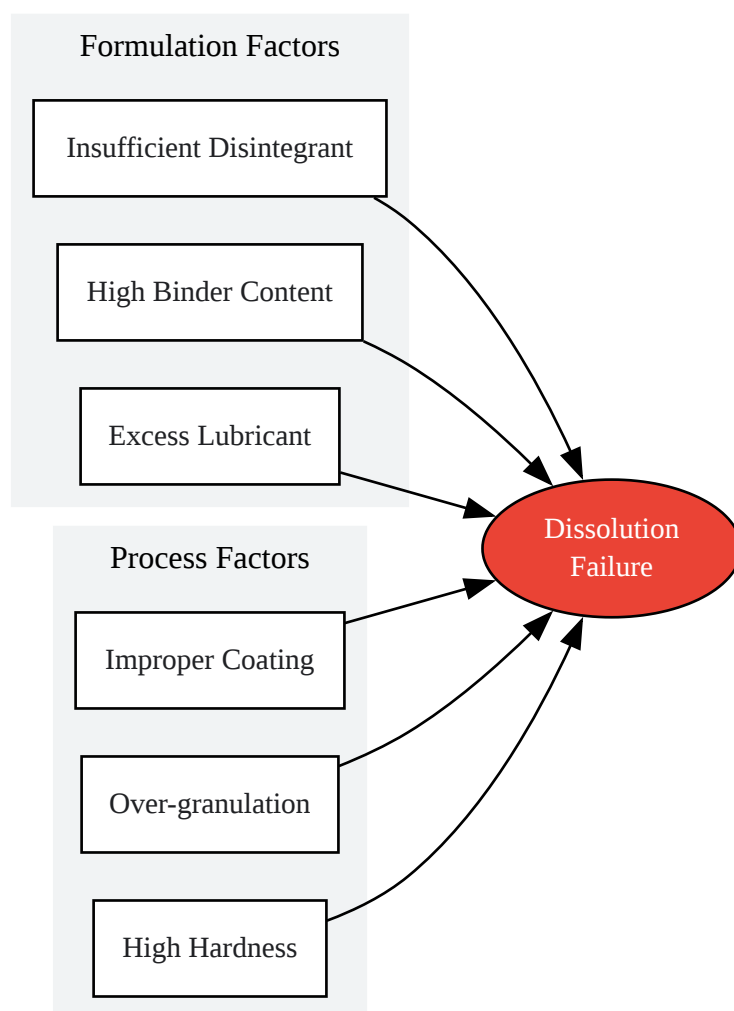 Formulation Factors
Insufficient Disintegrant
High Binder Content
Excess Lubricant
Dissolution
Failure
Process Factors
Improper Coating
Over-granulation
High Hardness